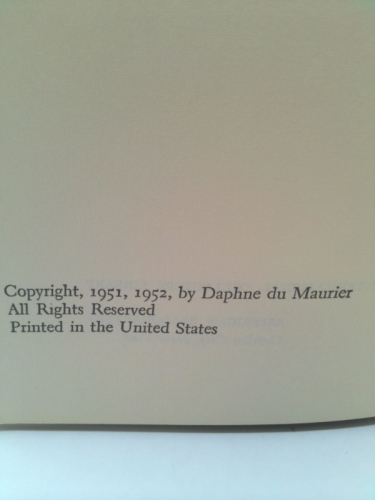 Copyright, 1951, 1952, by Daphne du Maurier
All Rights Reserved
Printed in the United States